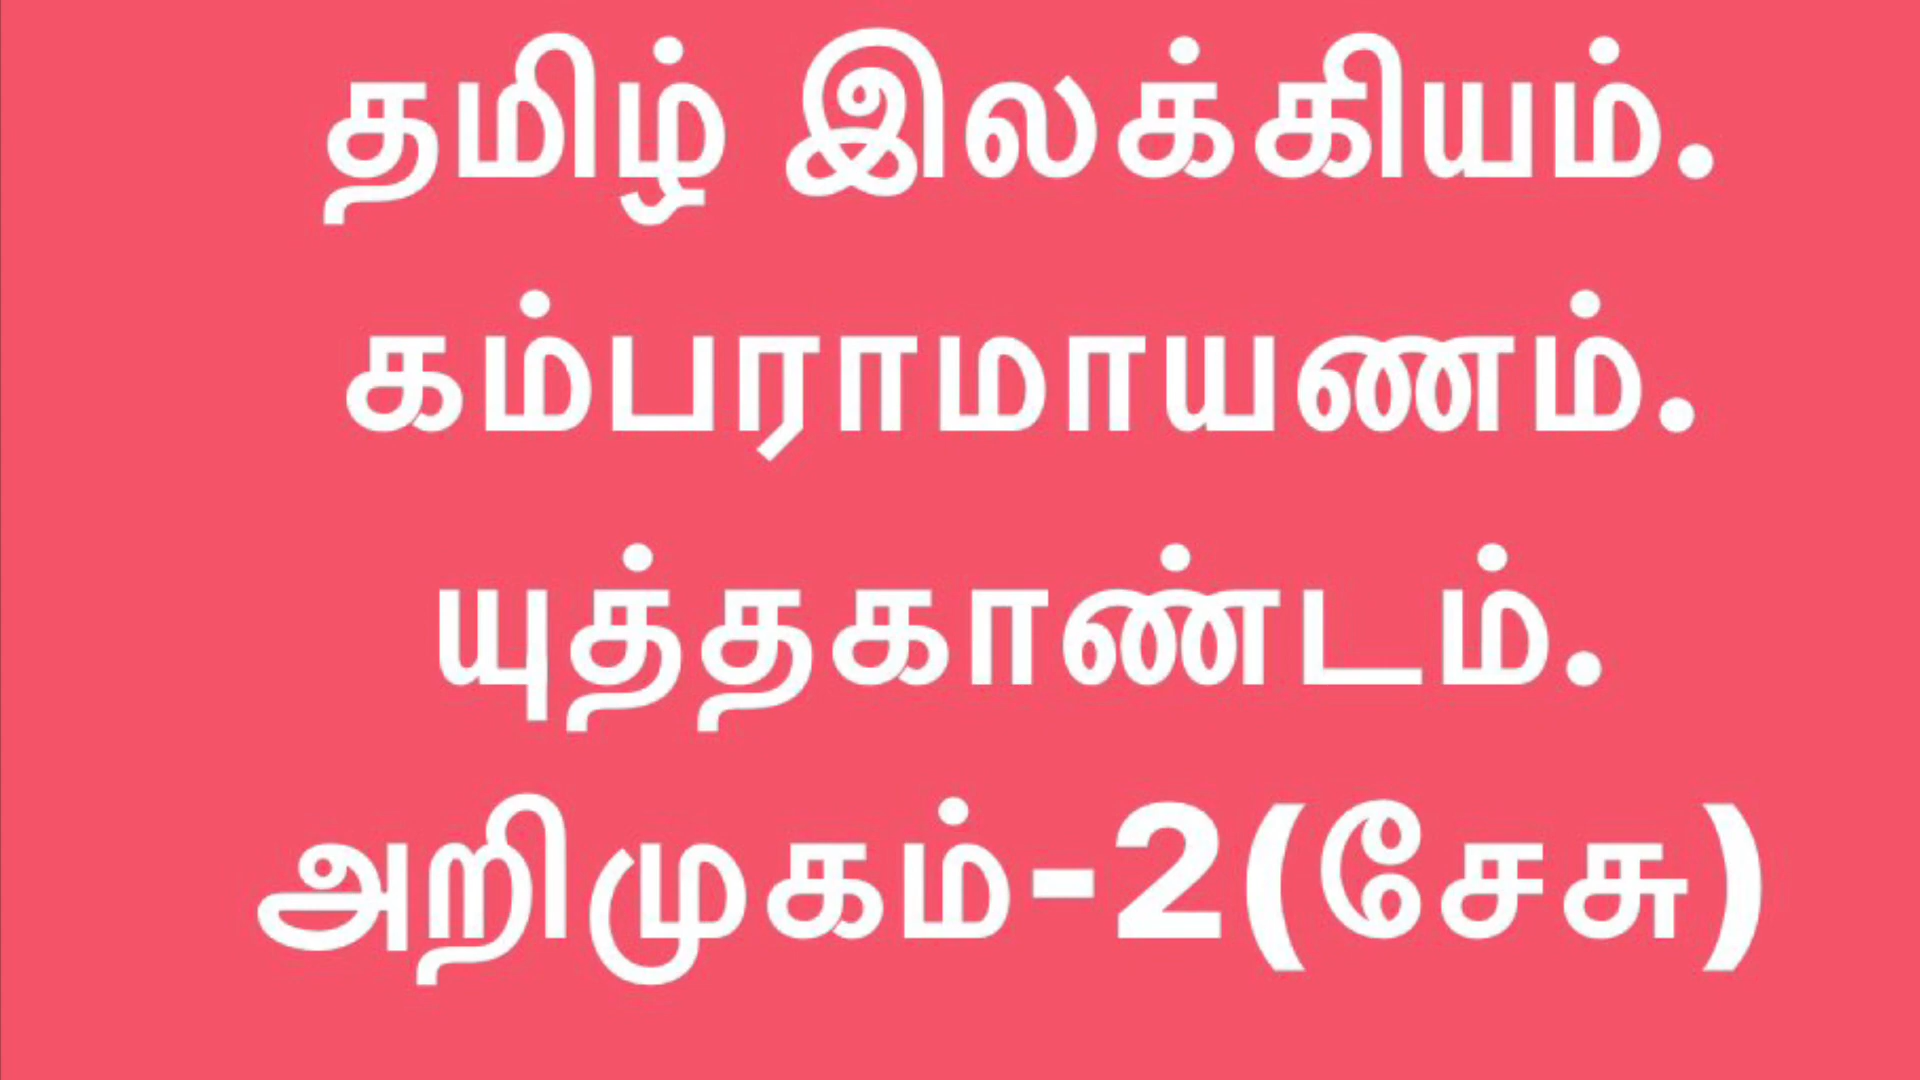 தமிழ் இலக்கியம்.
கம்பராமாயணம்.
யுத்தகாண்டம்.
அறிமுகம்-2(சேசு)